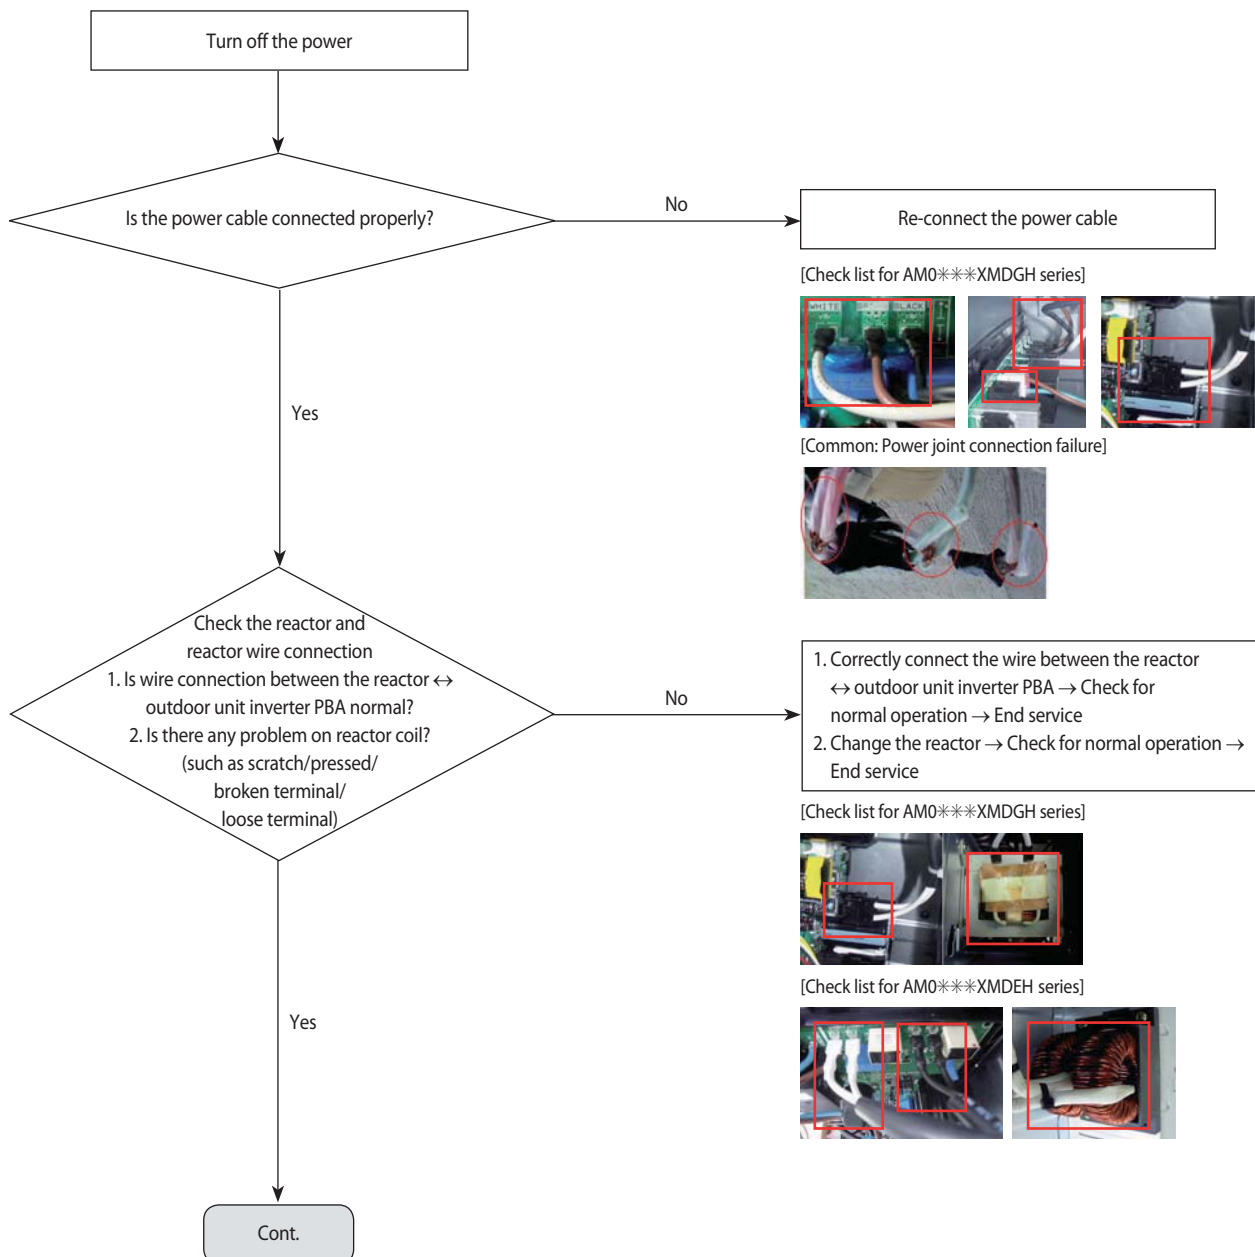 Turn off the power
Is the power cable connected properly?
No
Re-connect the power cable
[Check list for AM0✳✳✳XMDGH series]
WHITE
BLACK
[Common: Power joint connection failure]
Yes
Check the reactor and
reactor wire connection
1. Is wire connection between the reactor ↔
outdoor unit inverter PBA normal?
2. Is there any problem on reactor coil?
(such as scratch/pressed/
broken terminal/
loose terminal)
No
1. Correctly connect the wire between the reactor
↔ outdoor unit inverter PBA → Check for
normal operation → End service
2. Change the reactor → Check for normal operation →
End service
[Check list for AM0✳✳✳XMDGH series]
[Check list for AM0✳✳✳XMDEH series]
Yes
Cont.